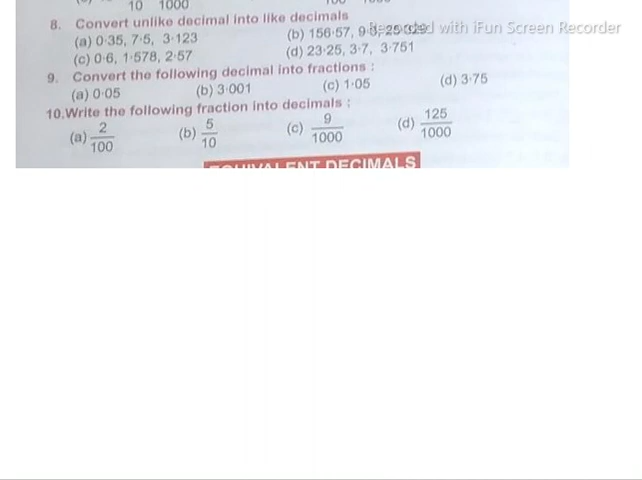 10 1000
8. Convert unlike decimal into like decimals
(a) 0·35, 7·5, 3·123 (b) 156·57, 9·3, 25·329
(c) 0·6, 1·578, 2·57 (d) 23·25, 3·7, 3·751
9. Convert the following decimal into fractions :
(a) 0·05 (b) 3·001 (c) 1·05 (d) 3·75
10.Write the following fraction into decimals :
(a) 2/100 (b) 5/10 (c) 9/1000 (d) 125/1000
EQUIVALENT DECIMALS
Recorded with iFun Screen Recorder